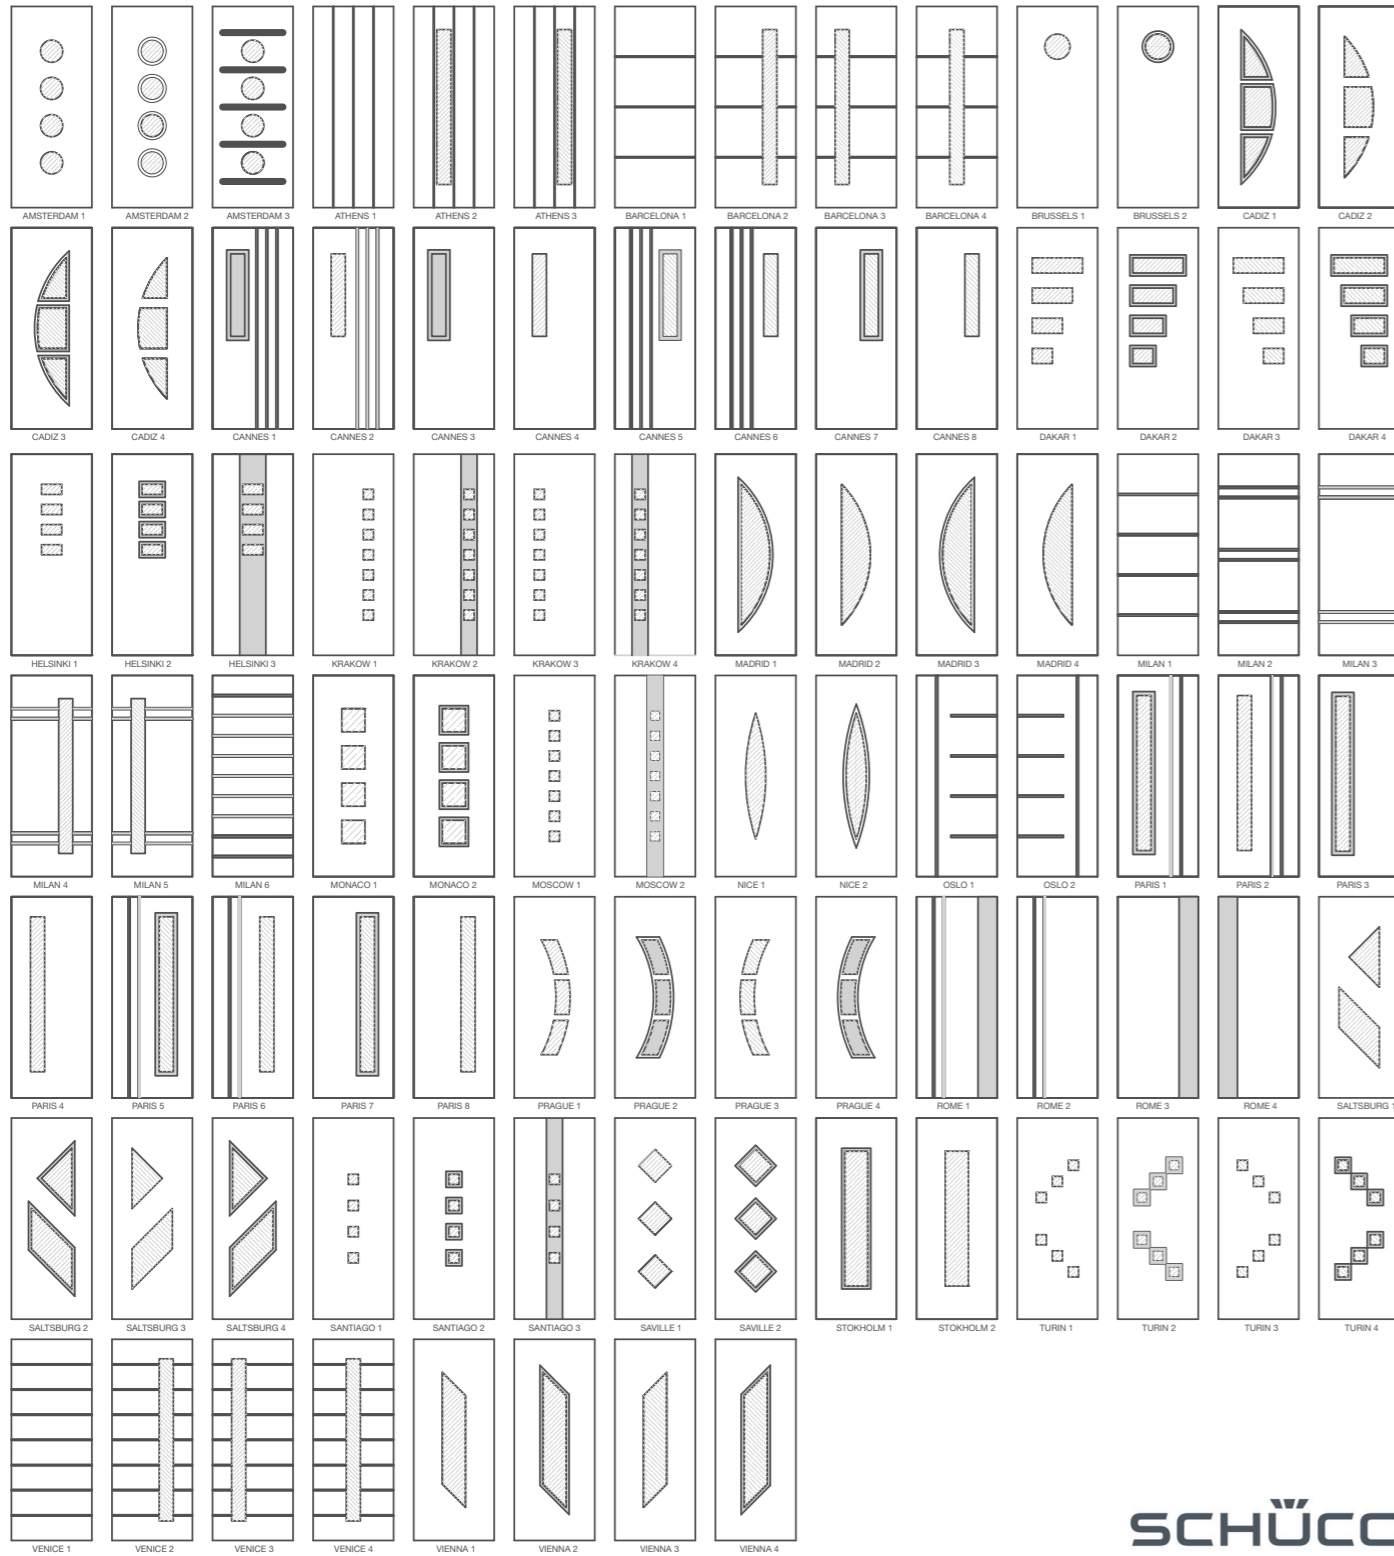 AMSTERDAM 1 AMSTERDAM 2 AMSTERDAM 3 ATHENS 1 ATHENS 2 ATHENS 3 BARCELONA 1 BARCELONA 2 BARCELONA 3 BARCELONA 4 BRUSSELS 1 BRUSSELS 2 CADIZ 1 CADIZ 2
CADIZ 3 CADIZ 4 CANNES 1 CANNES 2 CANNES 3 CANNES 4 CANNES 5 CANNES 6 CANNES 7 CANNES 8 DAKAR 1 DAKAR 2 DAKAR 3 DAKAR 4
HELSINKI 1 HELSINKI 2 HELSINKI 3 KRAKOW 1 KRAKOW 2 KRAKOW 3 KRAKOW 4 MADRID 1 MADRID 2 MADRID 3 MADRID 4 MILAN 1 MILAN 2 MILAN 3
MILAN 4 MILAN 5 MILAN 6 MONACO 1 MONACO 2 MOSCOW 1 MOSCOW 2 NICE 1 NICE 2 OSLO 1 OSLO 2 PARIS 1 PARIS 2 PARIS 3
PARIS 4 PARIS 5 PARIS 6 PARIS 7 PARIS 8 PRAGUE 1 PRAGUE 2 PRAGUE 3 PRAGUE 4 ROME 1 ROME 2 ROME 3 ROME 4 SALTSBURG 1
SALTSBURG 2 SALTSBURG 3 SALTSBURG 4 SANTIAGO 1 SANTIAGO 2 SANTIAGO 3 SAVILLE 1 SAVILLE 2 STOKHOLM 1 STOKHOLM 2 TURIN 1 TURIN 2 TURIN 3 TURIN 4
VENICE 1 VENICE 2 VENICE 3 VENICE 4 VIENNA 1 VIENNA 2 VIENNA 3 VIENNA 4
SCHÜCO